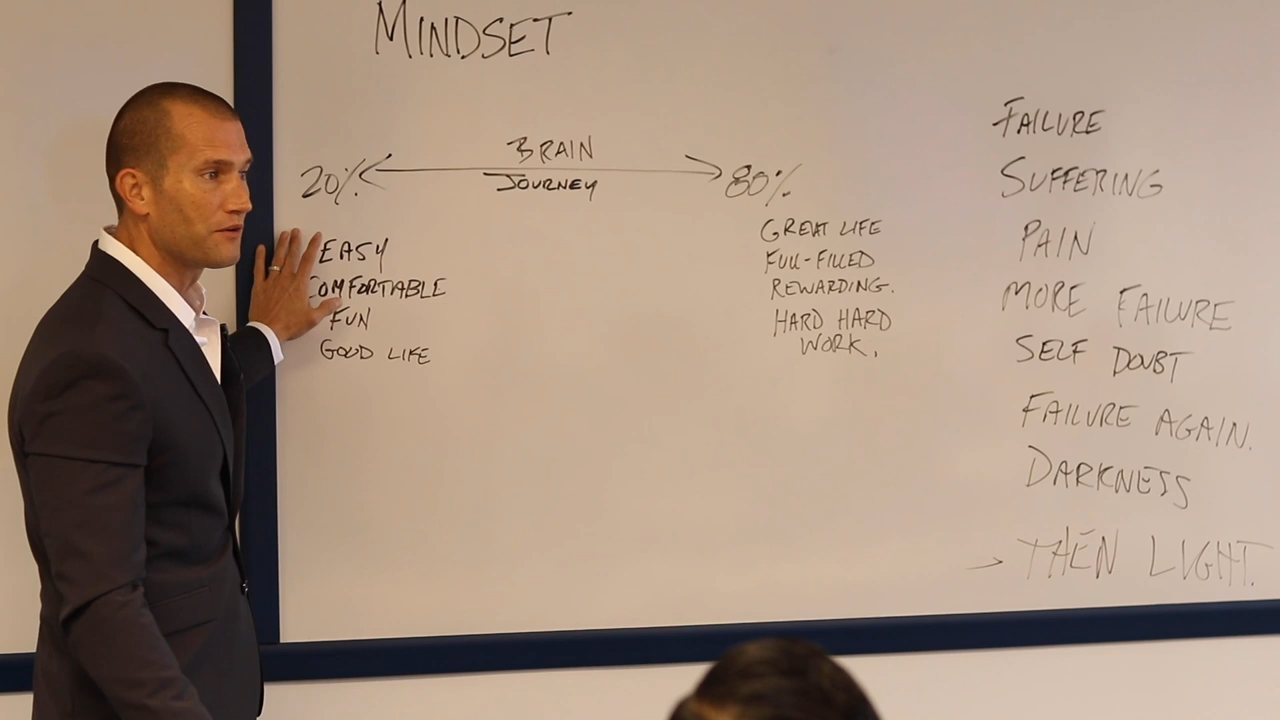 MINDSET
BRAIN
20% 80%
JOURNEY
EASY
COMFORTABLE
FUN
GOOD LIFE
GREAT LIFE
FULL-FILLED
REWARDING.
HARD HARD
WORK.
FAILURE
SUFFERING
PAIN
MORE FAILURE
SELF DOUBT
FAILURE AGAIN.
DARKNESS
→ THEN LIGHT.